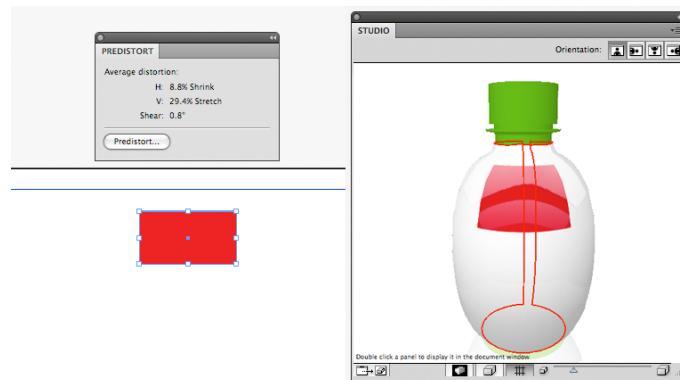 PREDISTORT
Average distortion:
H: 8.8% Shrink
V: 29.4% Stretch
Shear: 0.8°
Predistort...
STUDIO
Orientation:
Double click a panel to display it in the document window